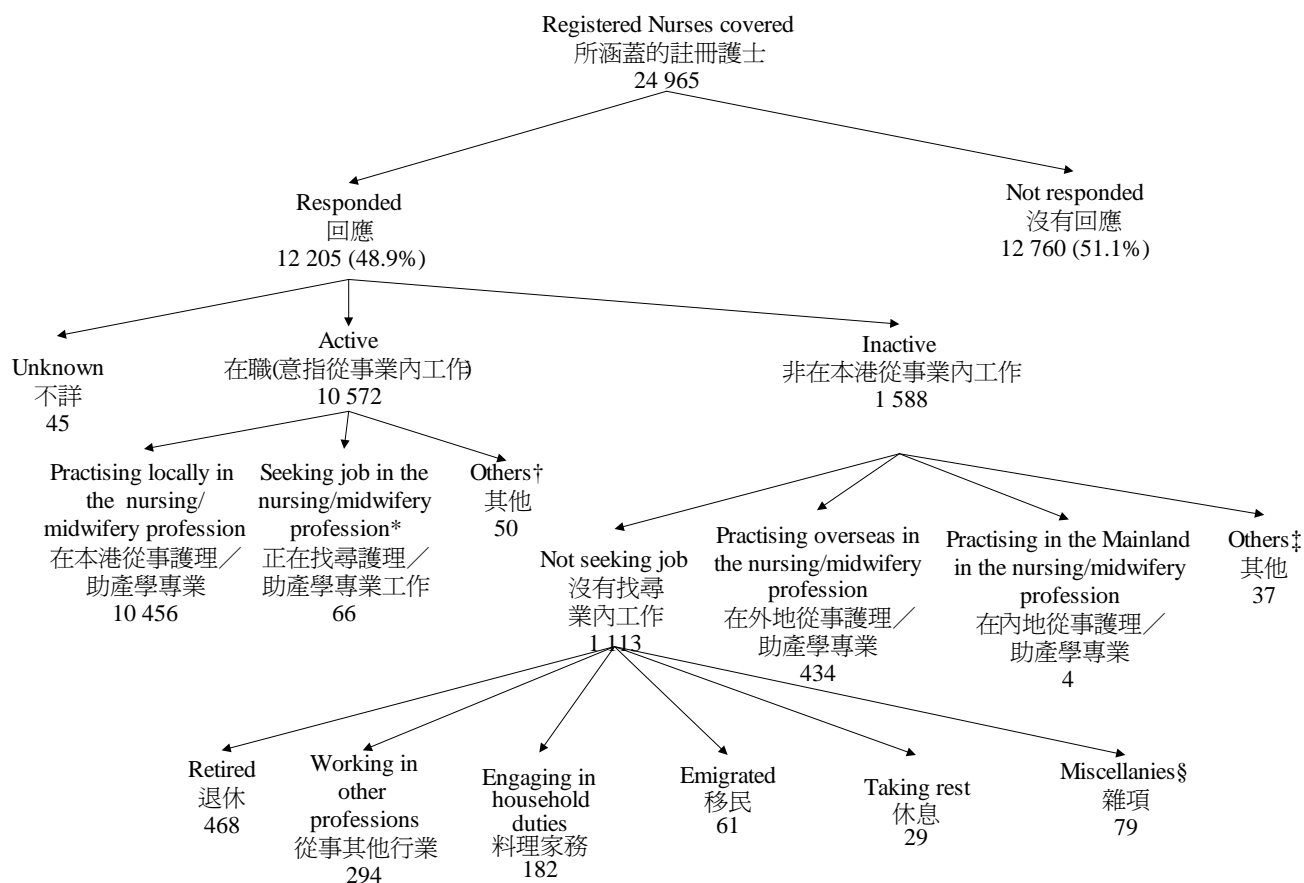 Registered Nurses covered
所涵蓋的註冊護士
24 965
Responded
回應
12 205 (48.9%)
Not responded
沒有回應
12 760 (51.1%)
Unknown
不詳
45
Active
在職(意指從事業內工作)
10 572
Inactive
非在本港從事業內工作
1 588
Practising locally in
the nursing/
midwifery profession
在本港從事護理／
助產學專業
10 456
Seeking job in the
nursing/midwifery
profession*
正在找尋護理／
助產學專業工作
66
Others†
其他
50
Not seeking job
沒有找尋
業內工作
1 113
Practising overseas in
the nursing/midwifery
profession
在外地從事護理／
助產學專業
434
Practising in the Mainland
in the nursing/midwifery
profession
在內地從事護理／
助產學專業
4
Others‡
其他
37
Retired
退休
468
Working in
other
professions
從事其他行業
294
Engaging in
household
duties
料理家務
182
Emigrated
移民
61
Taking rest
休息
29
Miscellanies§
雜項
79